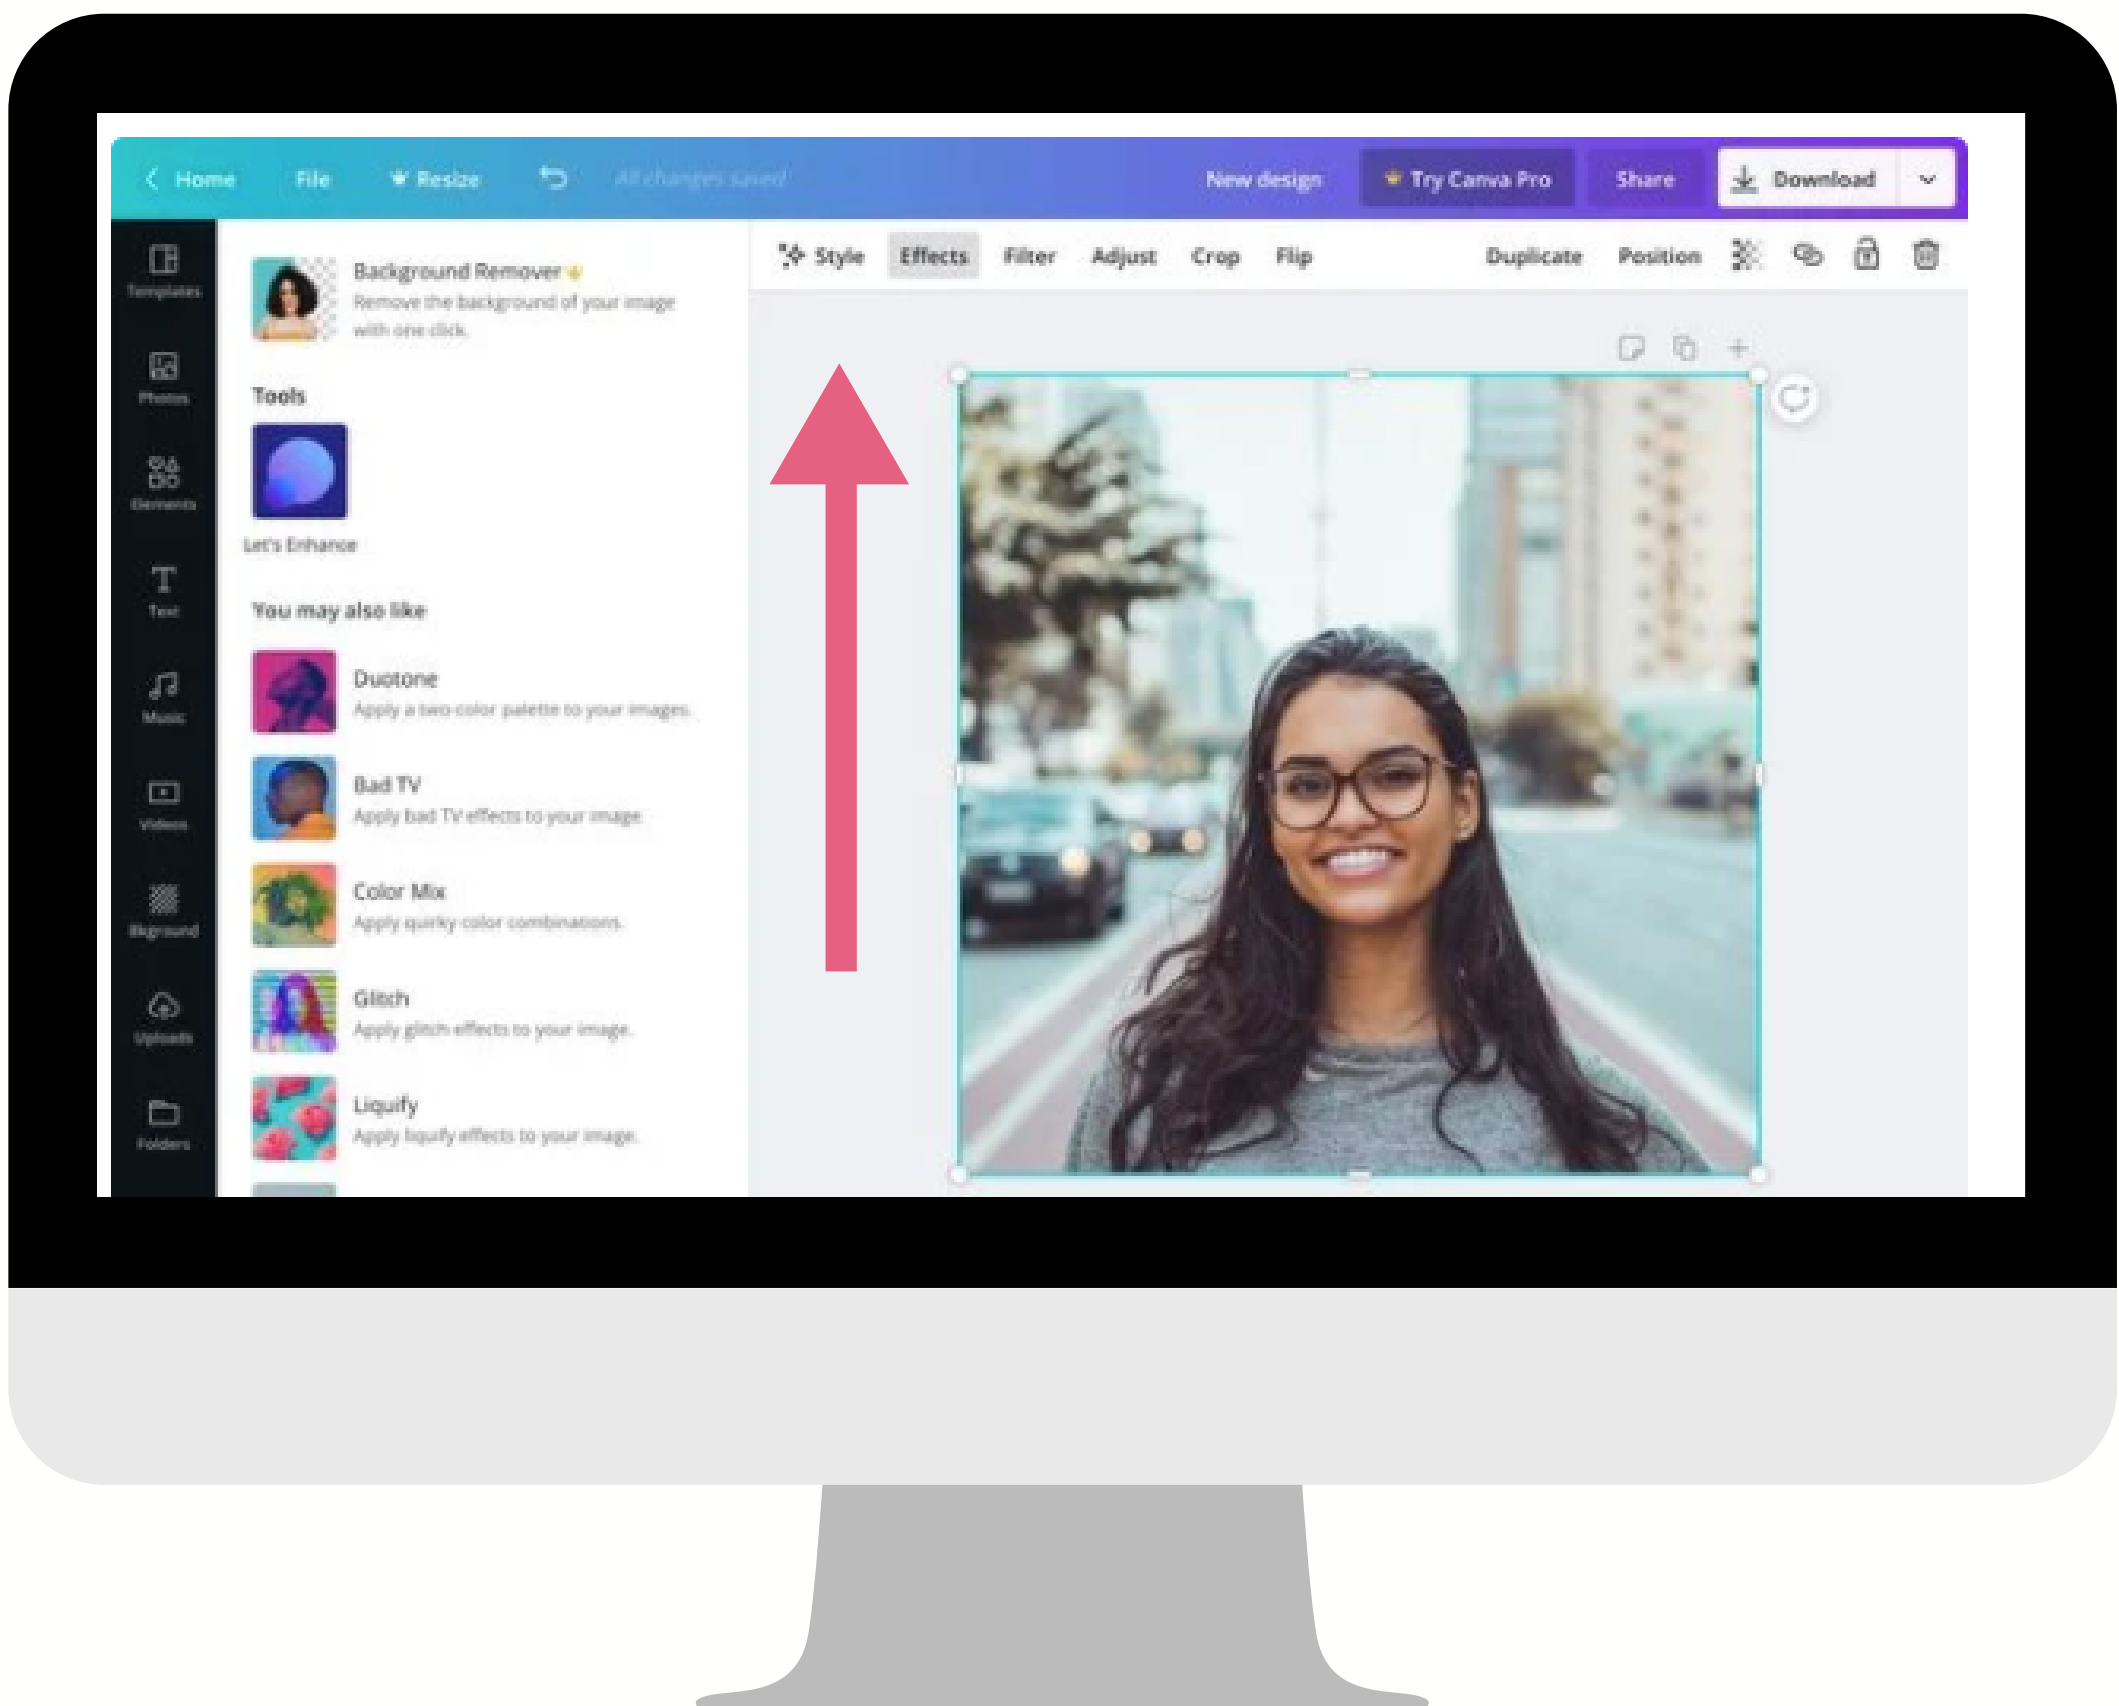 Home File Resize All changes saved New design Try Canva Pro Share Download
Style Effects Filter Adjust Crop Flip Duplicate Position
Templates
Photos
Elements
Text
Music
Videos
Bkground
Uploads
Folders
Background Remover
Remove the background of your image
with one click.
Tools
Let's Enhance
You may also like
Duotone
Apply a two-color palette to your images.
Bad TV
Apply bad TV effects to your image.
Color Mix
Apply quirky color combinations.
Glitch
Apply glitch effects to your image.
Liquify
Apply liquify effects to your image.